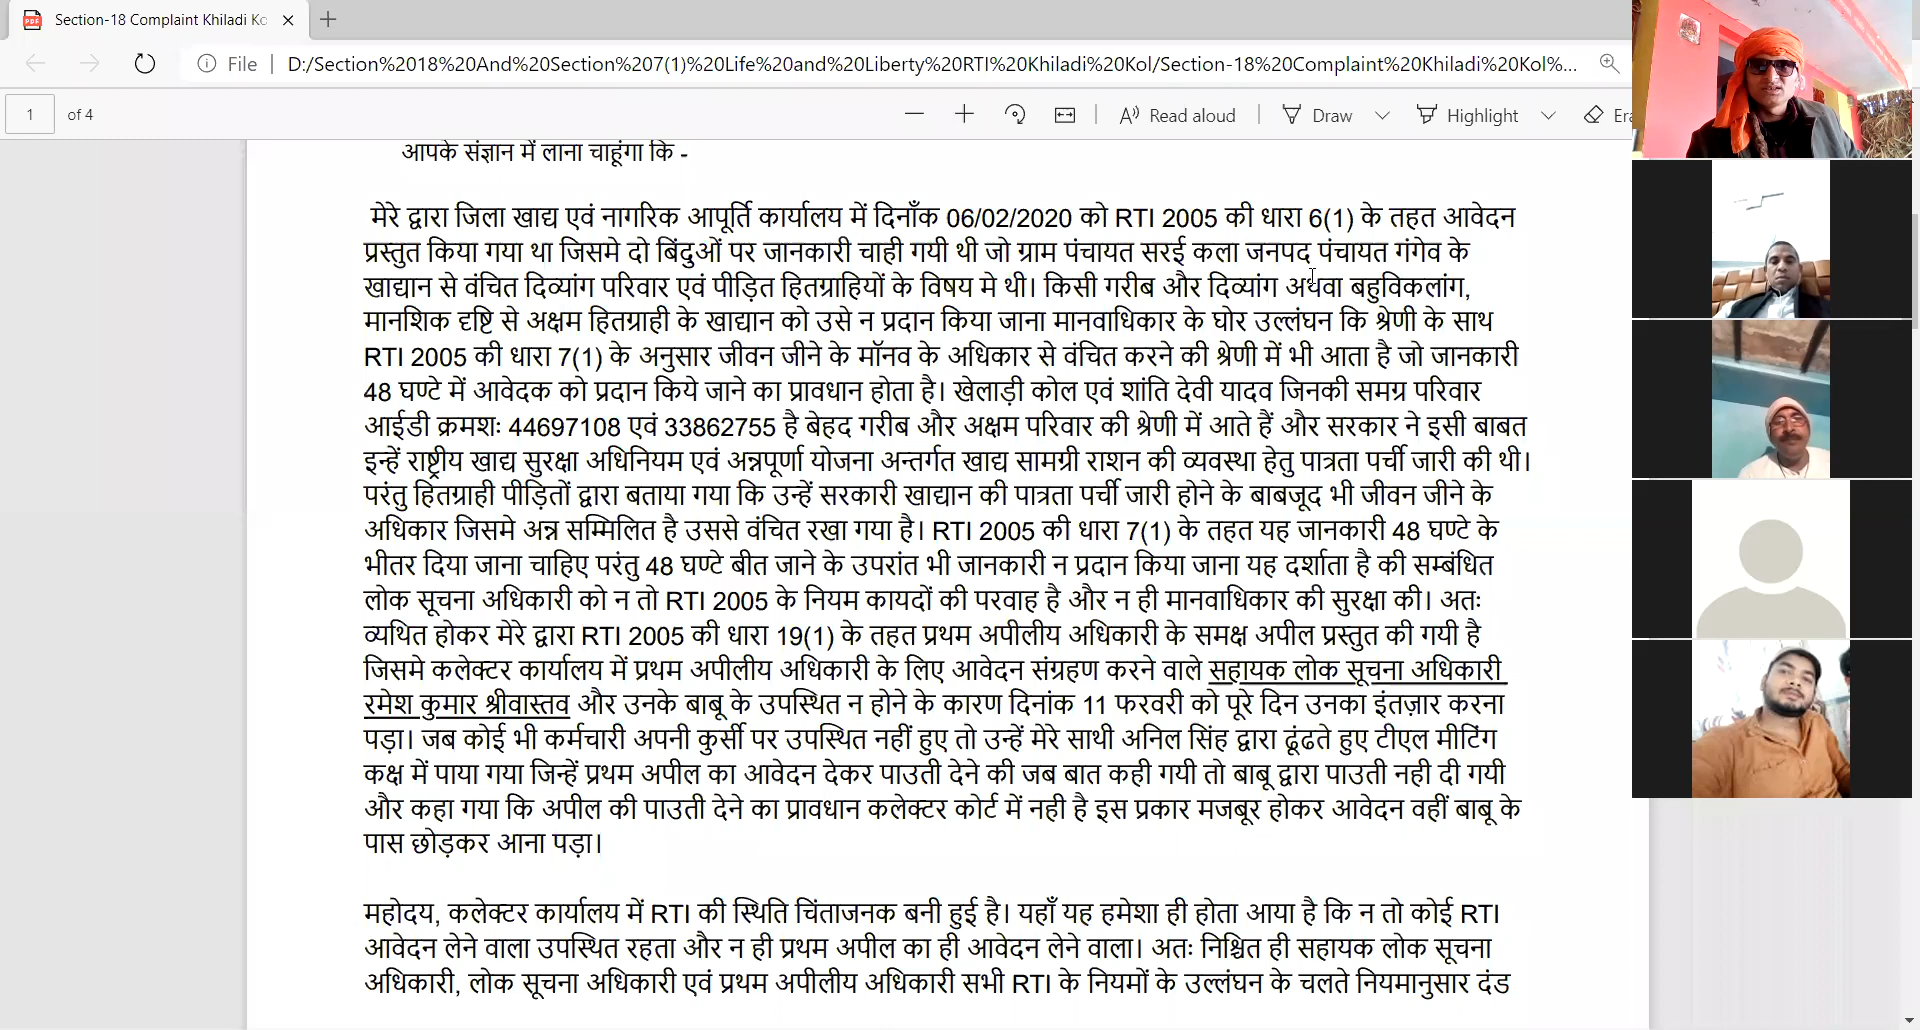 Section-18 Complaint Khiladi Ko
File
D:/Section%2018%20And%20Section%207(1)%20Life%20and%20Liberty%20RTI%20Khiladi%20Kol/Section-18%20Complaint%20Khiladi%20Kol%...
1 of 4
Read aloud
Draw
Highlight
Era
आपके संज्ञान में लाना चाहूंगा कि -
मेरे द्वारा जिला खाद्य एवं नागरिक आपूर्ति कार्यालय में दिनाँक 06/02/2020 को RTI 2005 की धारा 6(1) के तहत आवेदन
प्रस्तुत किया गया था जिसमे दो बिंदुओं पर जानकारी चाही गयी थी जो ग्राम पंचायत सरई कला जनपद पंचायत गंगेव के
खाद्यान से वंचित दिव्यांग परिवार एवं पीड़ित हितग्राहियों के विषय मे थी। किसी गरीब और दिव्यांग अथवा बहुविकलांग,
मानशिक दृष्टि से अक्षम हितग्राही के खाद्यान को उसे न प्रदान किया जाना मानवाधिकार के घोर उल्लंघन कि श्रेणी के साथ
RTI 2005 की धारा 7(1) के अनुसार जीवन जीने के मॉनव के अधिकार से वंचित करने की श्रेणी में भी आता है जो जानकारी
48 घण्टे में आवेदक को प्रदान किये जाने का प्रावधान होता है। खेलाड़ी कोल एवं शांति देवी यादव जिनकी समग्र परिवार
आईडी क्रमशः 44697108 एवं 33862755 है बेहद गरीब और अक्षम परिवार की श्रेणी में आते हैं और सरकार ने इसी बाबत
इन्हें राष्ट्रीय खाद्य सुरक्षा अधिनियम एवं अन्नपूर्णा योजना अन्तर्गत खाद्य सामग्री राशन की व्यवस्था हेतु पात्रता पर्ची जारी की थी।
परंतु हितग्राही पीड़ितों द्वारा बताया गया कि उन्हें सरकारी खाद्यान की पात्रता पर्ची जारी होने के बाबजूद भी जीवन जीने के
अधिकार जिसमे अन्न सम्मिलित है उससे वंचित रखा गया है। RTI 2005 की धारा 7(1) के तहत यह जानकारी 48 घण्टे के
भीतर दिया जाना चाहिए परंतु 48 घण्टे बीत जाने के उपरांत भी जानकारी न प्रदान किया जाना यह दर्शाता है की सम्बंधित
लोक सूचना अधिकारी को न तो RTI 2005 के नियम कायदों की परवाह है और न ही मानवाधिकार की सुरक्षा की। अतः
व्यथित होकर मेरे द्वारा RTI 2005 की धारा 19(1) के तहत प्रथम अपीलीय अधिकारी के समक्ष अपील प्रस्तुत की गयी है
जिसमे कलेक्टर कार्यालय में प्रथम अपीलीय अधिकारी के लिए आवेदन संग्रहण करने वाले सहायक लोक सूचना अधिकारी
रमेश कुमार श्रीवास्तव और उनके बाबू के उपस्थित न होने के कारण दिनांक 11 फरवरी को पूरे दिन उनका इंतज़ार करना
पड़ा। जब कोई भी कर्मचारी अपनी कुर्सी पर उपस्थित नहीं हुए तो उन्हें मेरे साथी अनिल सिंह द्वारा ढूंढते हुए टीएल मीटिंग
कक्ष में पाया गया जिन्हें प्रथम अपील का आवेदन देकर पाउती देने की जब बात कही गयी तो बाबू द्वारा पाउती नही दी गयी
और कहा गया कि अपील की पाउती देने का प्रावधान कलेक्टर कोर्ट में नही है इस प्रकार मजबूर होकर आवेदन वहीं बाबू के
पास छोड़कर आना पड़ा।
महोदय, कलेक्टर कार्यालय में RTI की स्थिति चिंताजनक बनी हुई है। यहाँ यह हमेशा ही होता आया है कि न तो कोई RTI
आवेदन लेने वाला उपस्थित रहता और न ही प्रथम अपील का ही आवेदन लेने वाला। अतः निश्चित ही सहायक लोक सूचना
अधिकारी, लोक सूचना अधिकारी एवं प्रथम अपीलीय अधिकारी सभी RTI के नियमों के उल्लंघन के चलते नियमानुसार दंड